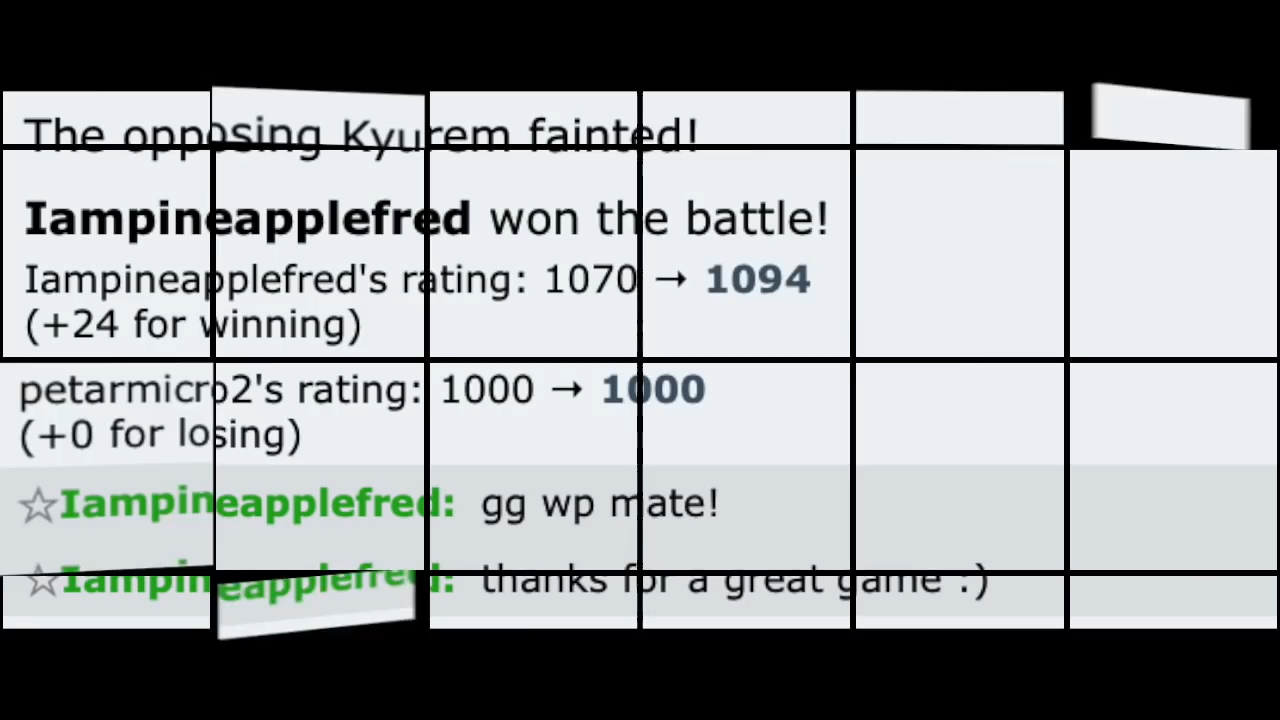 The opposing Kyurem fainted!
Iampineapplefred won the battle!
Iampineapplefred's rating: 1070 → 1094
(+24 for winning)
petarmicro2's rating: 1000 → 1000
(+0 for losing)
☆Iampineapplefred: gg wp mate!
☆Iampineapplefred: thanks for a great game :)